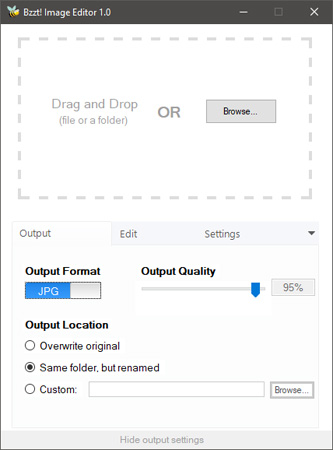 Bzzt! Image Editor 1.0
Drag and Drop
(file or a folder)
OR
Browse...
Output Edit Settings
Output Format Output Quality
JPG 95%
Output Location
Overwrite original
Same folder, but renamed
Custom: Browse...
Hide output settings